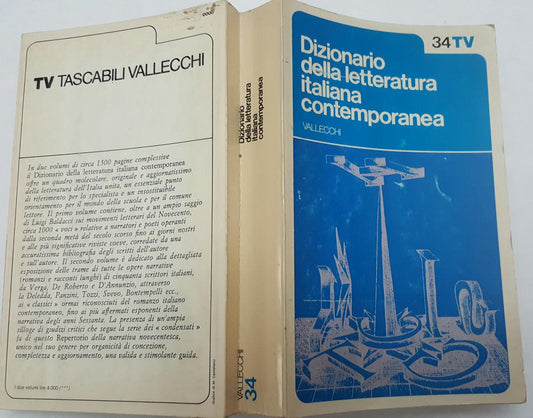 9000
TV TASCABILI VALLECCHI
In due volumi di circa 1300 pagine complessive
il Dizionario della letteratura italiana contemporanea
offre un quadro molecolare, originale e aggiornatissimo
della letteratura dell'Italia unita, un essenziale punto
di riferimento per lo specialista e un insostituibile
orientamento per il mondo della scuola e per il comune
lettore. Il primo volume contiene, oltre a un ampio saggio
di Luigi Baldacci sui movimenti letterari del Novecento,
circa 1000 « voci » relative a narratori e poeti operanti
dalla seconda metà del secolo scorso fino ai giorni nostri
e alle più significative riviste coeve, corredate da una
accuratissima bibliografia degli scritti dell'autore
e sull'autore. Il secondo volume è dedicato alla dettagliata
esposizione delle trame di tutte le opere narrative
(romanzi e racconti lunghi) di cinquanta scrittori italiani,
da Verga, De Roberto e D'Annunzio, attraverso
la Deledda, Panzini, Tozzi, Svevo, Bontempelli ecc.,
ai « classici » ormai riconosciuti del romanzo italiano
contemporaneo, fino ai più affermati esponenti della
narrativa degli anni Sessanta. La presenza di un'ampia
silloge di giudizi critici che segue la serie dei « condensati »
fa di questo Repertorio della narrativa novecentesca,
unico nel suo genere per organicità di concezione,
completezza e aggiornamento, una valida e stimolante guida.
I due volumi lire 4.000 (***)
Dizionario
della letteratura
italiana
contemporanea
VALLECCHI
34
34 TV
Dizionario
della letteratura
italiana
contemporanea
VALLECCHI